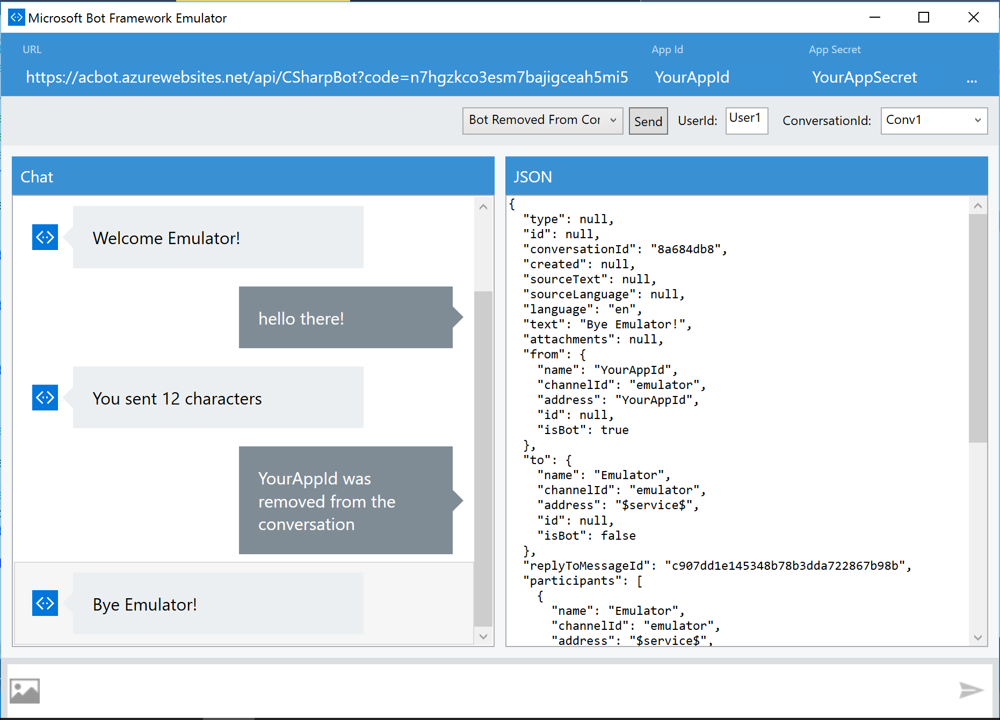 Microsoft Bot Framework Emulator
URL
App Id
App Secret
https://acbot.azurewebsites.net/api/CSharpBot?code=n7hgzkco3esm7bajigceah5mi5
YourAppId
YourAppSecret
...
Bot Removed From Cor
Send
UserId:
User1
ConversationId:
Conv1
Chat
Welcome Emulator!
hello there!
You sent 12 characters
YourAppId was
removed from the
conversation
Bye Emulator!
JSON
{
"type": null,
"id": null,
"conversationId": "8a684db8",
"created": null,
"sourceText": null,
"sourceLanguage": null,
"language": "en",
"text": "Bye Emulator!",
"attachments": null,
"from": {
"name": "YourAppId",
"channelId": "emulator",
"address": "YourAppId",
"id": null,
"isBot": true
},
"to": {
"name": "Emulator",
"channelId": "emulator",
"address": "$service$",
"id": null,
"isBot": false
},
"replyToMessageId": "c907dd1e145348b78b3dda722867b98b",
"participants": [
{
"name": "Emulator",
"channelId": "emulator",
"address": "$service$",